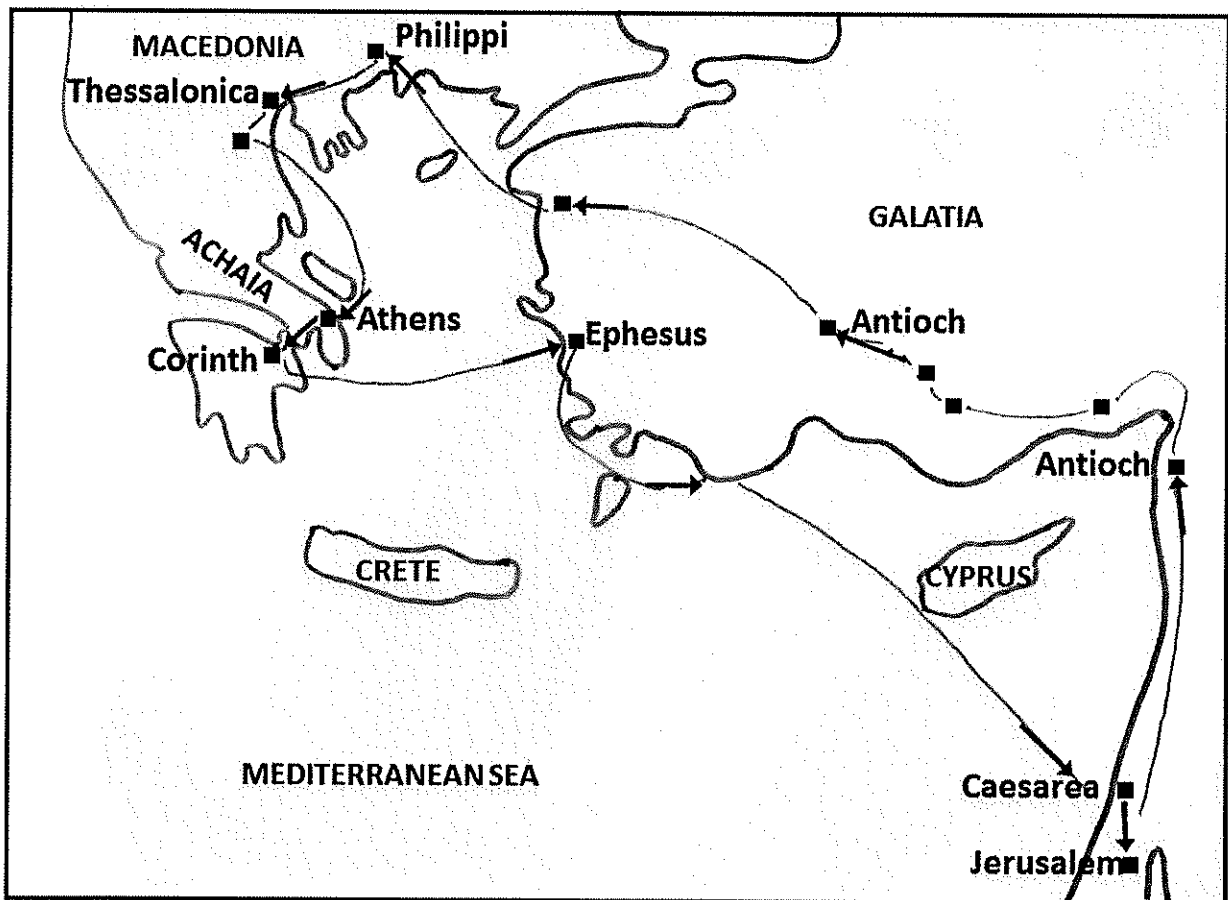 MACEDONIA
Philippi
Thessalonica
GALATIA
ACHAIA
Athens
Antioch
Ephesus
Corinth
Antioch
CRETE
CYPRUS
MEDITERRANEAN SEA
Caesarea
Jerusalem